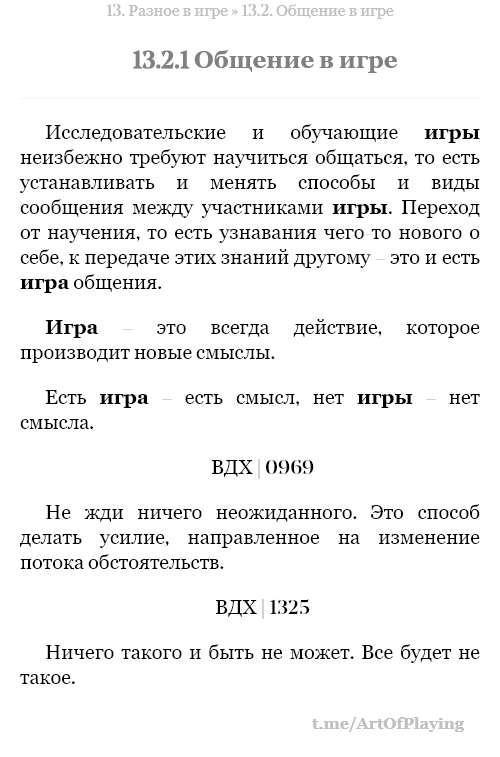 13. Разное в игре » 13.2. Общение в игре
13.2.1 Общение в игре
Исследовательские и обучающие игры
неизбежно требуют научиться общаться, то есть
устанавливать и менять способы и виды
сообщения между участниками игры. Переход
от научения, то есть узнавания чего-то нового о
себе, к передаче этих знаний другому – это и есть
игра общения.
Игра – это всегда действие, которое
производит новые смыслы.
Есть игра – есть смысл, нет игры – нет
смысла.
ВДХ | 0969
Не жди ничего неожиданного. Это способ
делать усилие, направленное на изменение
потока обстоятельств.
ВДХ | 1325
Ничего такого и быть не может. Все будет не
такое.
t.me/ArtOfPlaying